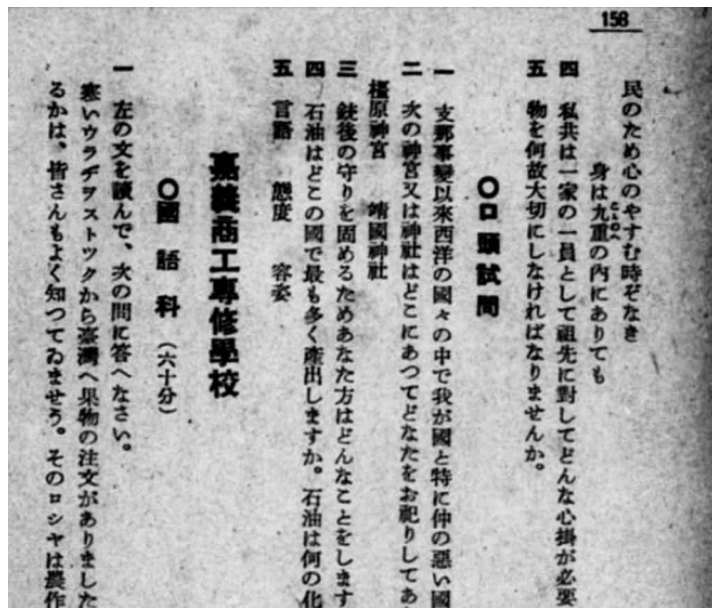 158
民のため心のやすむ時ぞなき
身は九重の內にありても
四 私共は一家の一員として祖先に對してどんな心掛が必要
五 物を何故大切にしなければなりませんか。
〇口頭試問
一 支那事變以來西洋の國々の中で我が國と特に仲の惡い國
二 次の神宮又は神社はどこにあつてどなたをお祀りしてあ
橿原神宮 靖國神社
三 銃後の守りを固めるためあなた方はどんなことをします
四 石油はどこの國で最も多く產出しますか。石油は何の化
五 言語 態度 容姿
嘉義商工專修學校
〇國語科(六十分)
一 左の文を讀んで、次の問に答へなさい。
寒いウラヂヲストツクから臺灣へ果物の注文がありました
るかは、皆さんもよく知つてゐませう。そのロシヤは農作